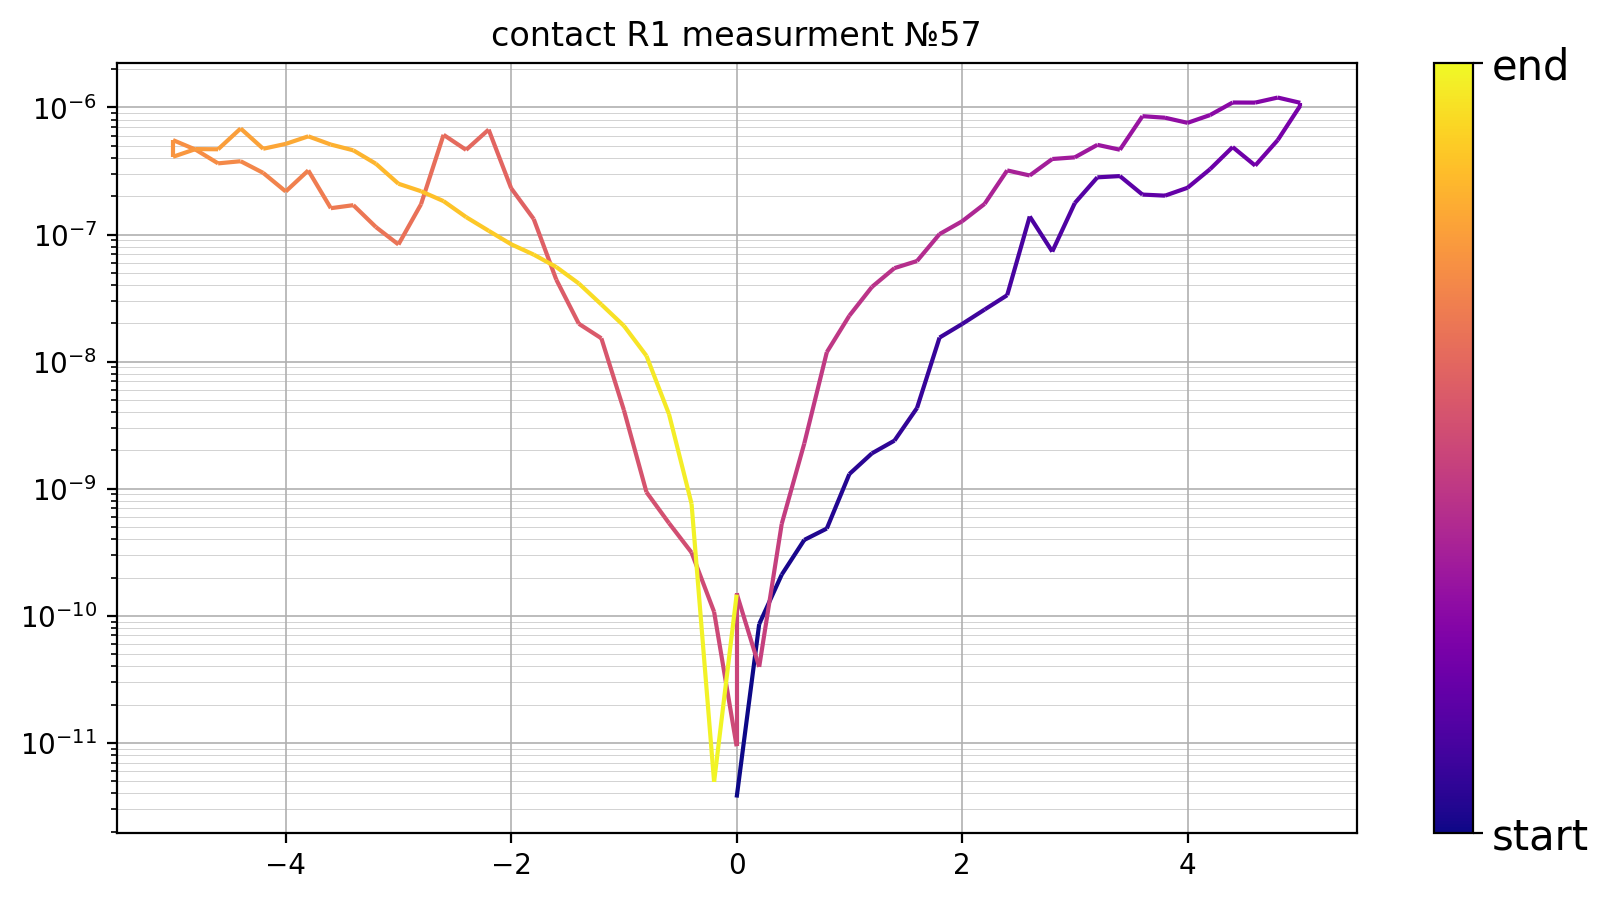 contact R1 measurment №57
10⁻⁶
10⁻⁷
10⁻⁸
10⁻⁹
10⁻¹⁰
10⁻¹¹
−4 −2 0 2 4
end
start